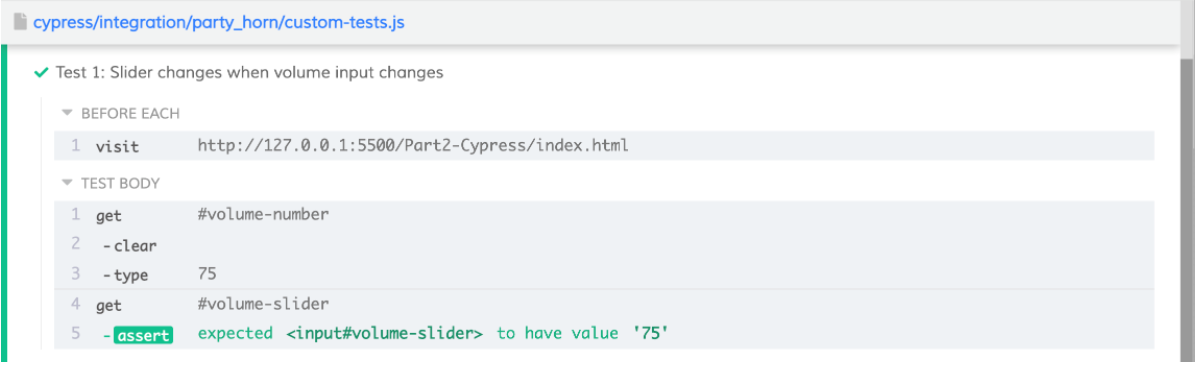 cypress/integration/party_horn/custom-tests.js
Test 1: Slider changes when volume input changes
BEFORE EACH
1 visit http://127.0.0.1:5500/Part2-Cypress/index.html
TEST BODY
1 get #volume-number
2 -clear
3 -type 75
4 get #volume-slider
5 -assert expected <input#volume-slider> to have value '75'